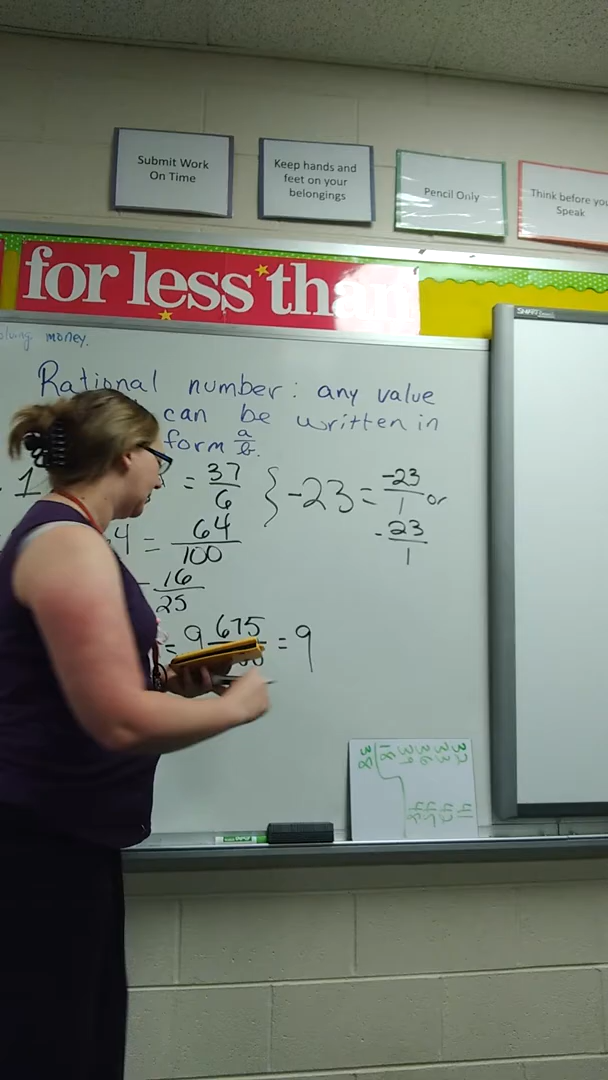 Submit Work
On Time
Keep hands and
feet on your
belongings
Pencil Only
Think before you
Speak
for less than
SMART
money.
Rational number: any value
can be written in
form a/b.
1 = 37/6 { -23 = -23/1 or
4 = 64/100 - 23/1
= 16/25
= 9 675 = 9